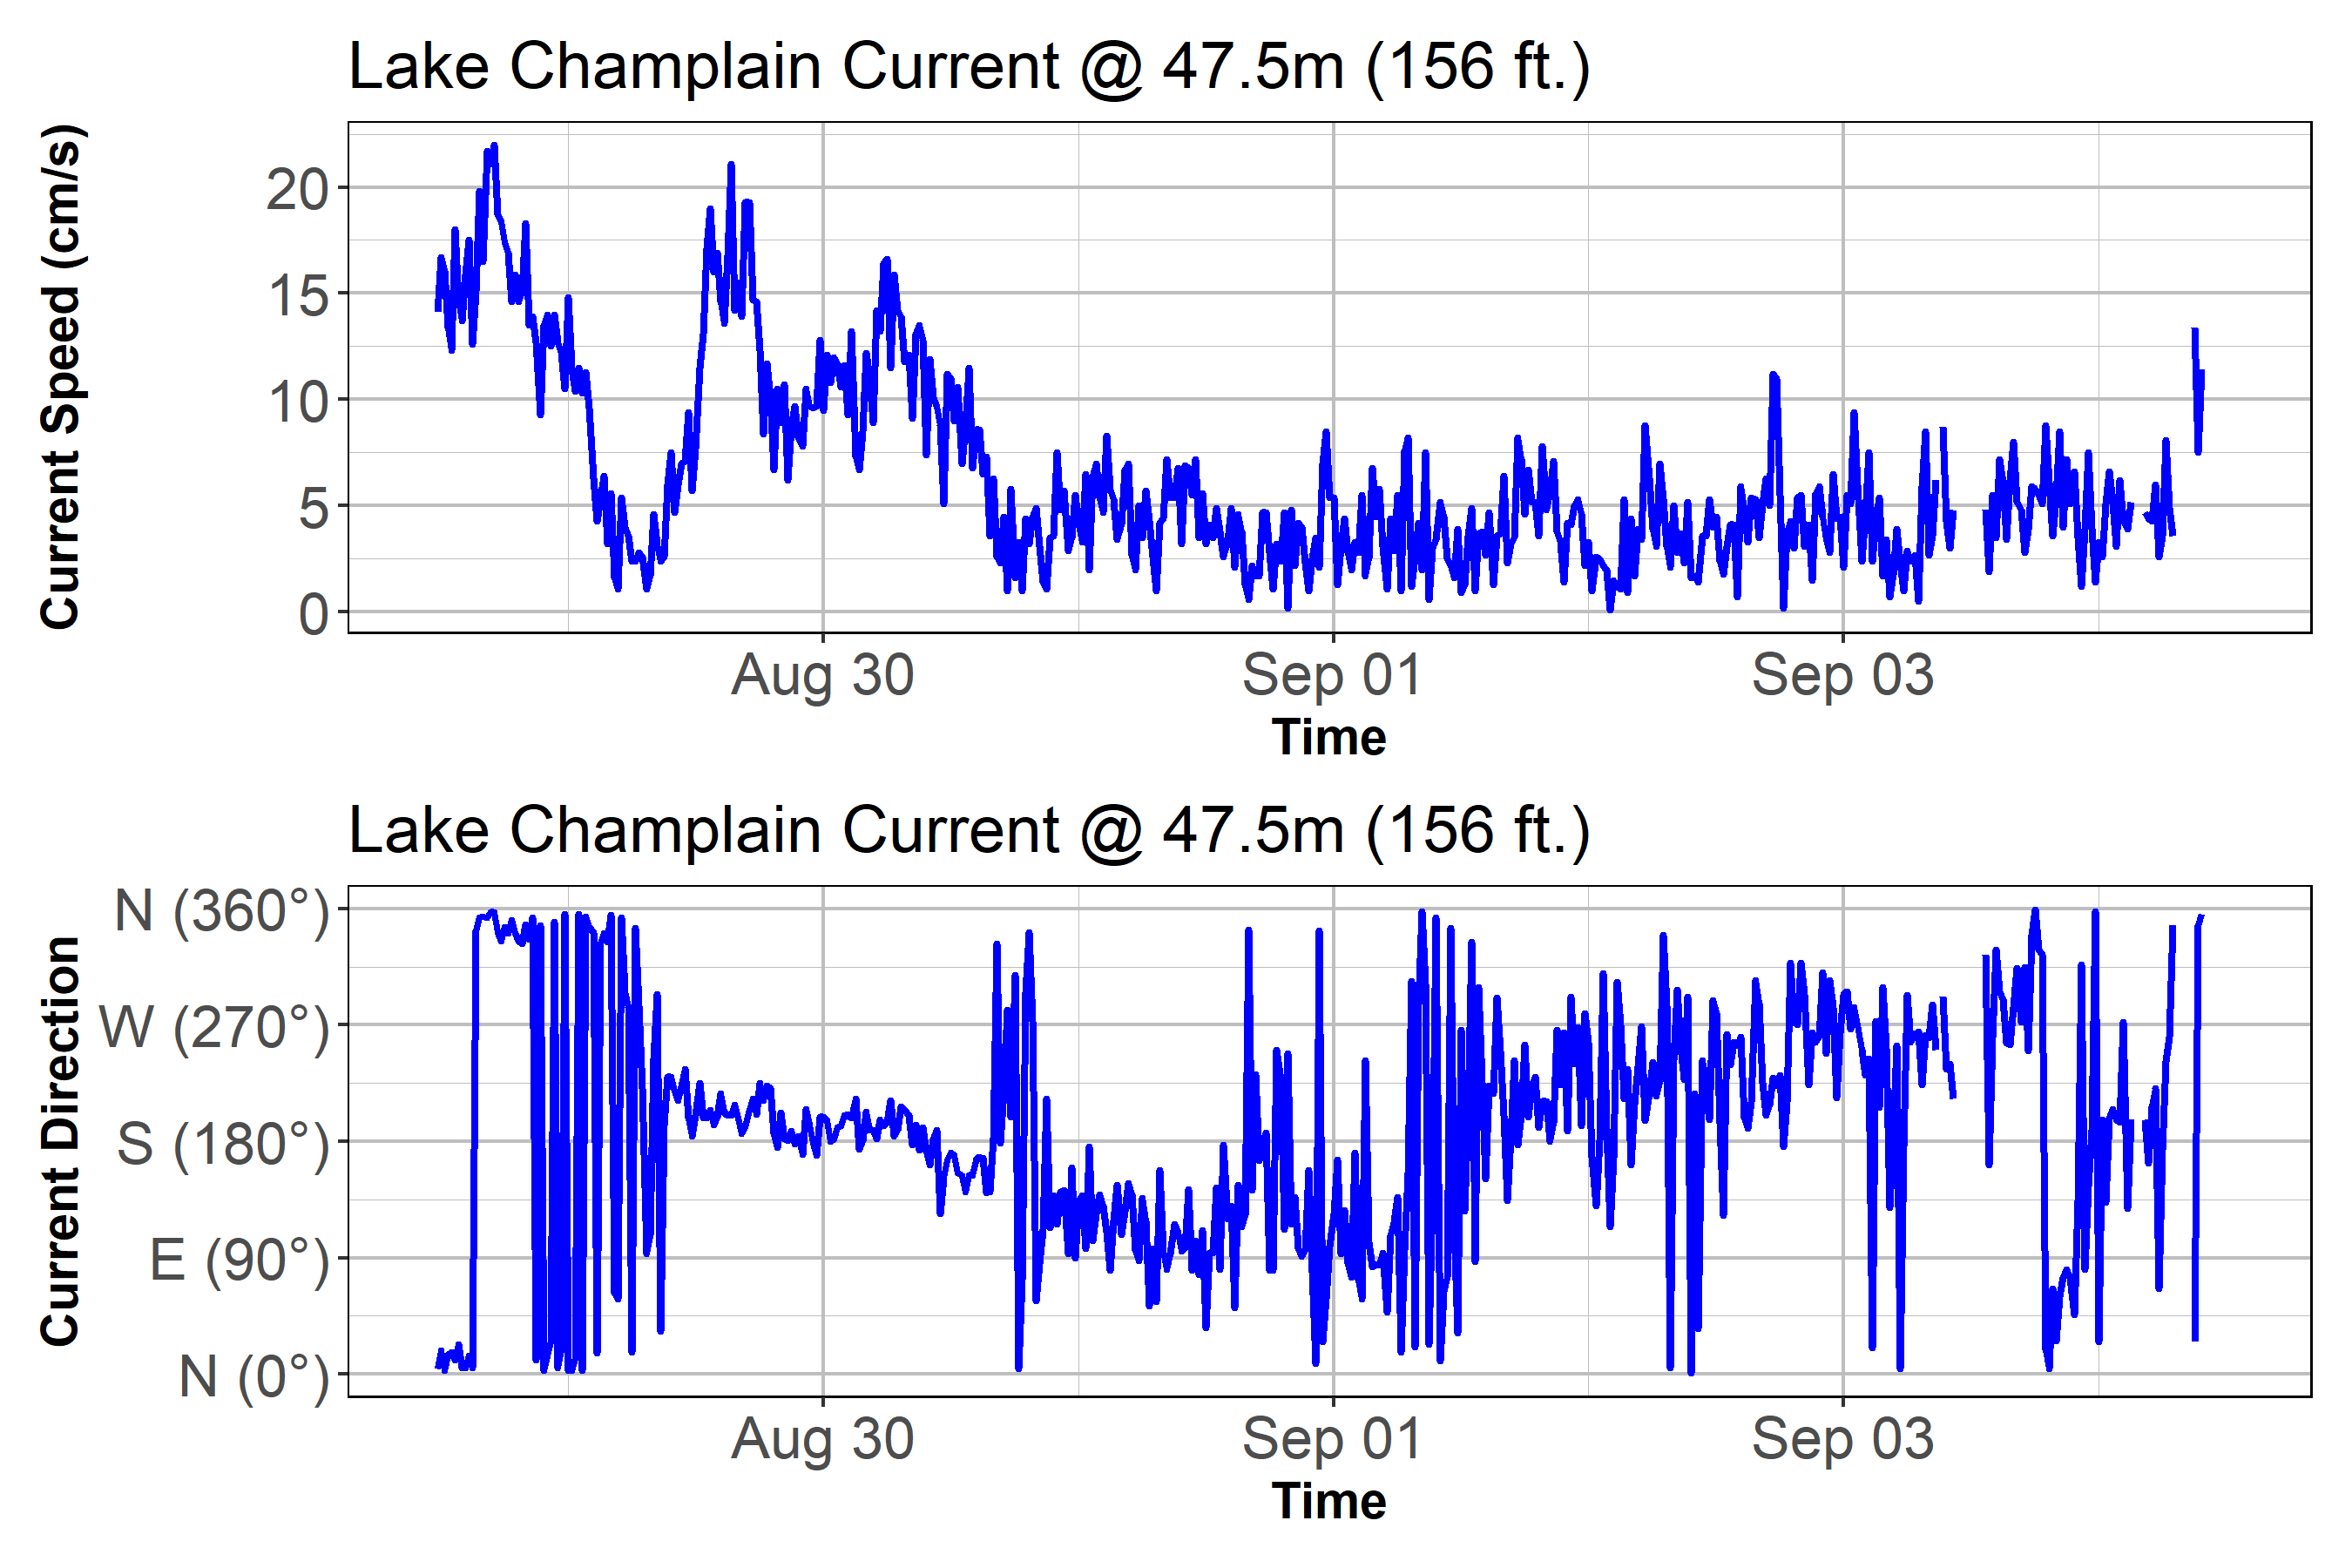 Lake Champlain Current @ 47.5m (156 ft.)
Current Speed (cm/s)
20
15
10
5
0
Aug 30
Sep 01
Sep 03
Time
Lake Champlain Current @ 47.5m (156 ft.)
Current Direction
N (360°)
W (270°)
S (180°)
E (90°)
N (0°)
Aug 30
Sep 01
Sep 03
Time